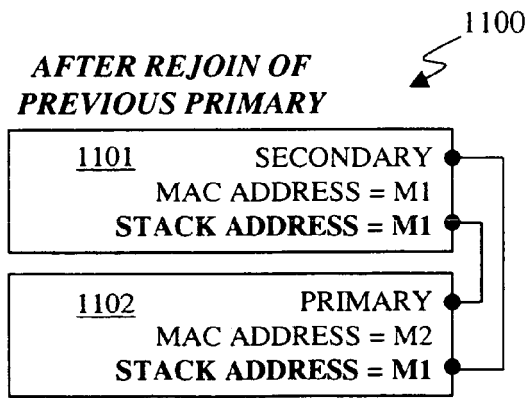 1100
AFTER REJOIN OF
PREVIOUS PRIMARY
1101 SECONDARY
MAC ADDRESS = M1
STACK ADDRESS = M1
1102 PRIMARY
MAC ADDRESS = M2
STACK ADDRESS = M1